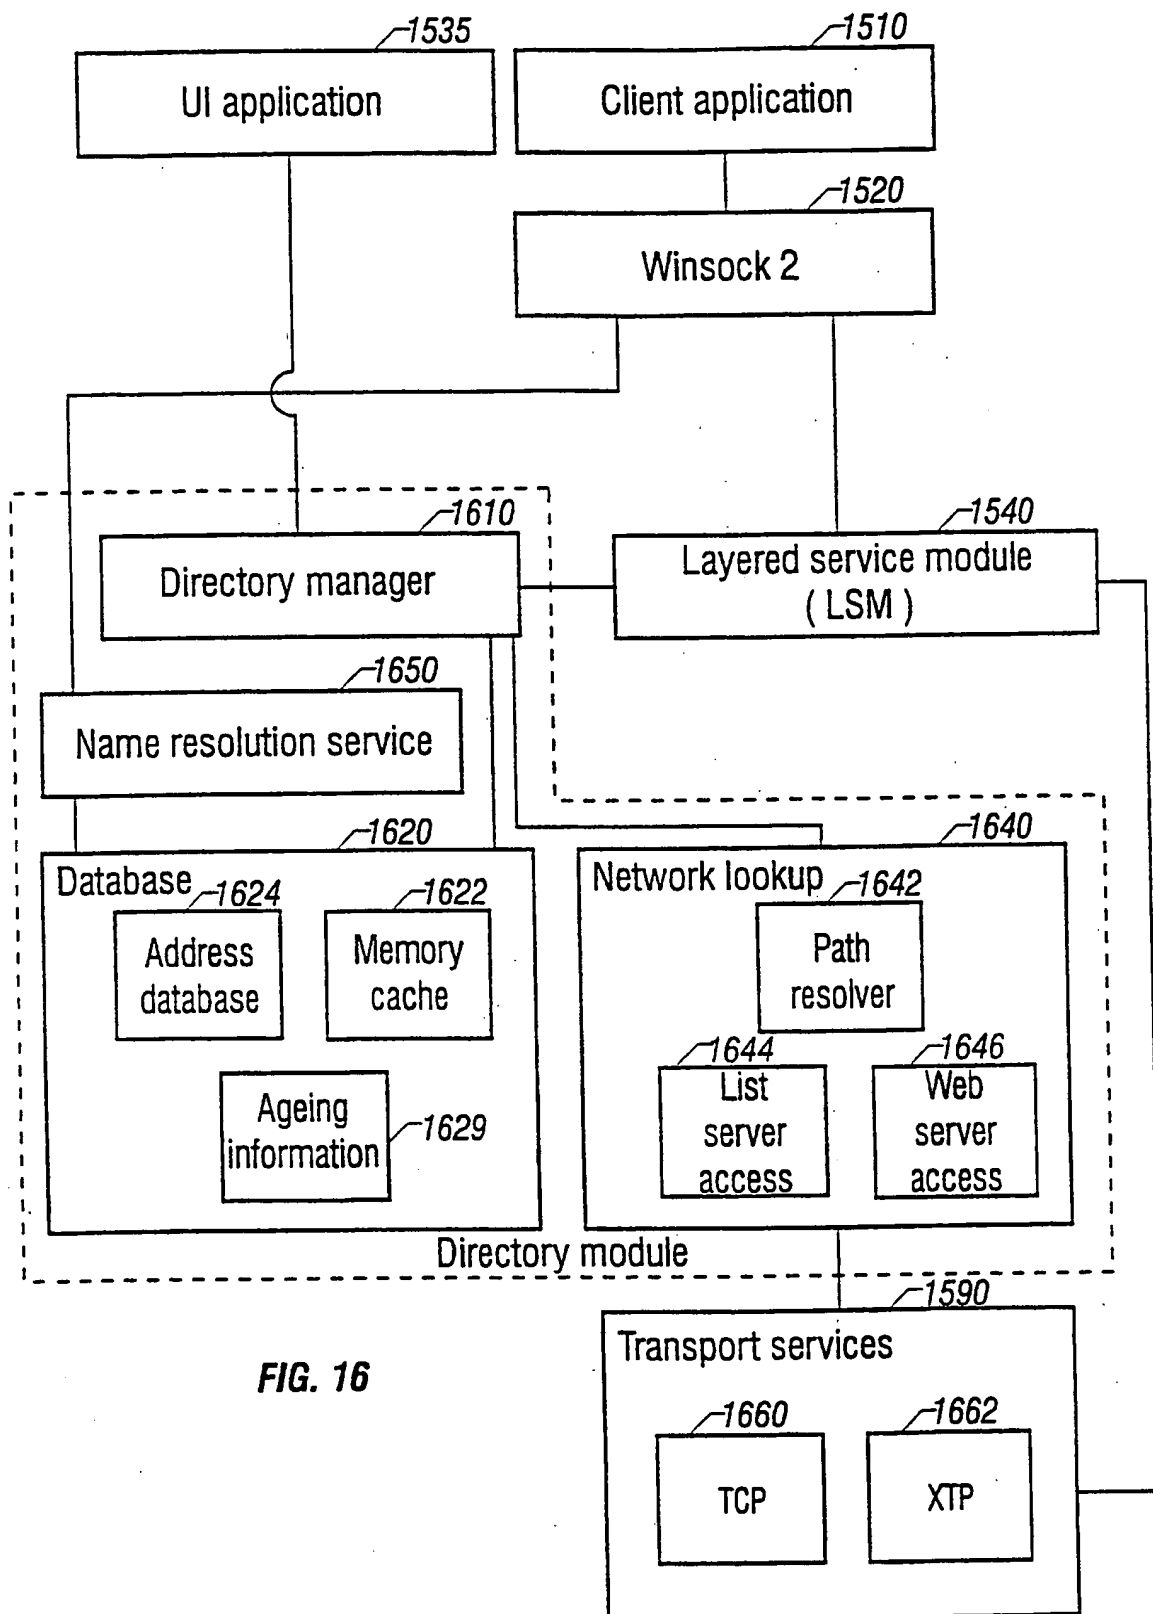 1535
1510
UI application
Client application
1520
Winsock 2
1610
1540
Directory manager
Layered service module
( LSM )
1650
Name resolution service
1620
1640
Database
Network lookup
1624
1622
1642
Address
database
Memory
cache
Path
resolver
1644
1646
Ageing
information
1629
List
server
access
Web
server
access
Directory module
1590
Transport services
FIG. 16
1660
1662
TCP
XTP